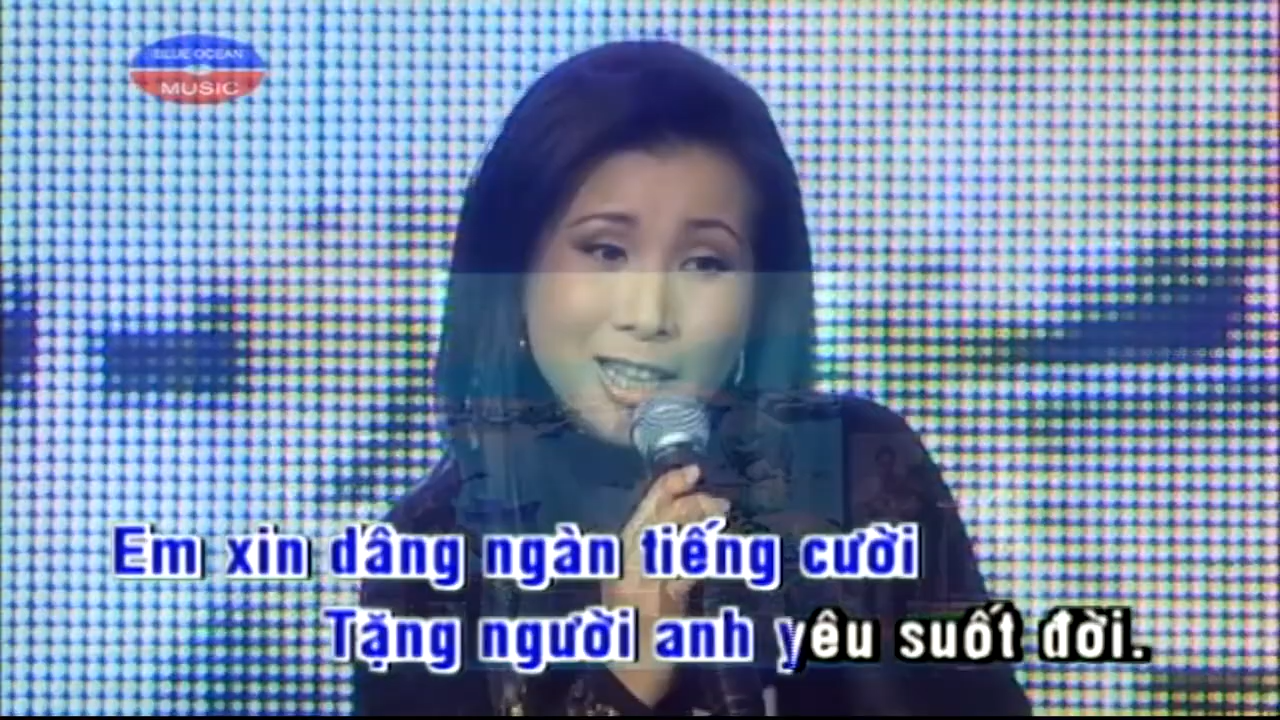 BLUE OCEAN
MUSIC
Em xin dâng ngàn tiếng cười
Tặng người anh yêu suốt đời.